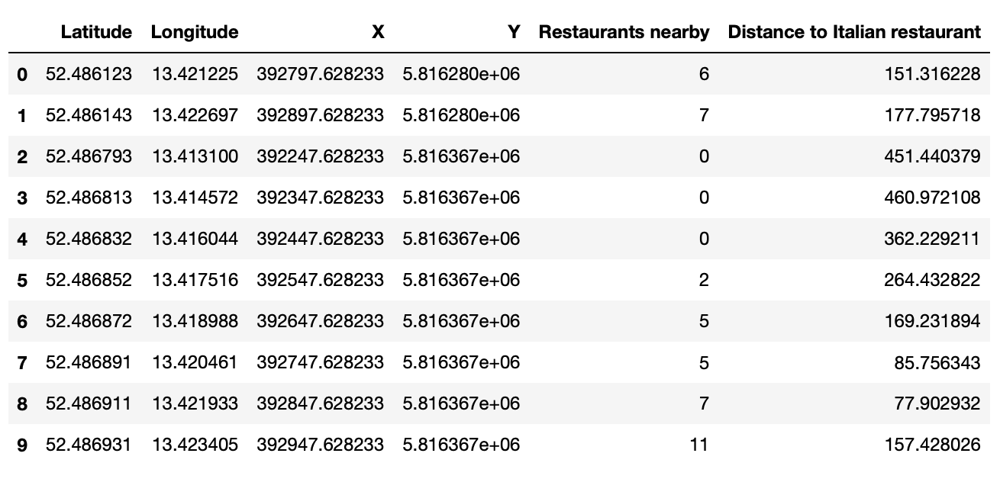 Latitude Longitude X Y Restaurants nearby Distance to Italian restaurant
0 52.486123 13.421225 392797.628233 5.816280e+06 6 151.316228
1 52.486143 13.422697 392897.628233 5.816280e+06 7 177.795718
2 52.486793 13.413100 392247.628233 5.816367e+06 0 451.440379
3 52.486813 13.414572 392347.628233 5.816367e+06 0 460.972108
4 52.486832 13.416044 392447.628233 5.816367e+06 0 362.229211
5 52.486852 13.417516 392547.628233 5.816367e+06 2 264.432822
6 52.486872 13.418988 392647.628233 5.816367e+06 5 169.231894
7 52.486891 13.420461 392747.628233 5.816367e+06 5 85.756343
8 52.486911 13.421933 392847.628233 5.816367e+06 7 77.902932
9 52.486931 13.423405 392947.628233 5.816367e+06 11 157.428026